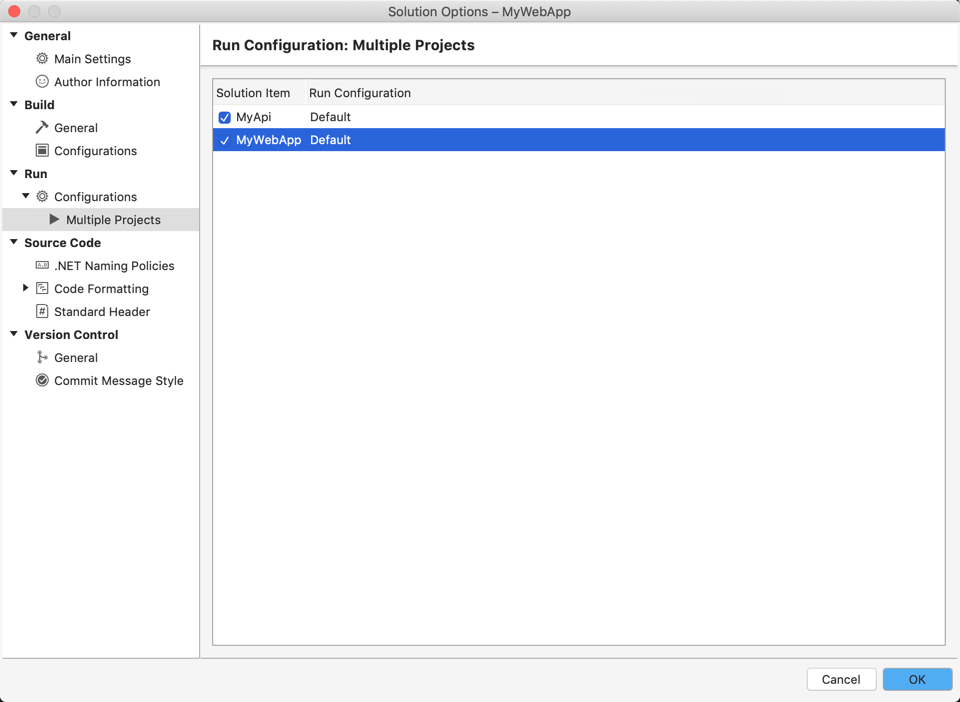 Solution Options – MyWebApp
General
Main Settings
Author Information
Build
General
Configurations
Run
Configurations
Multiple Projects
Source Code
.NET Naming Policies
Code Formatting
# Standard Header
Version Control
General
Commit Message Style
Run Configuration: Multiple Projects
Solution Item Run Configuration
MyApi Default
MyWebApp Default
Cancel OK